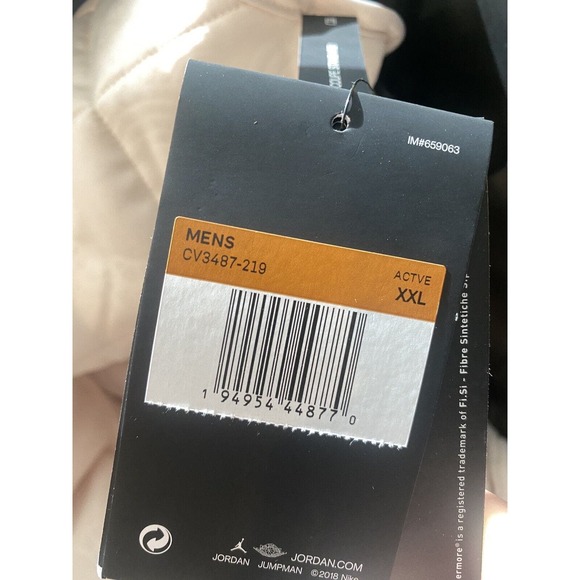 IM#659063
MENS
CV3487-219
ACTVE
XXL
1 94954 44877 0
JORDAN JUMPMAN JORDAN.COM
©2018 Nike
ermore® is a registered trademark of Fi.Si - Fibre Sintetiche S.p